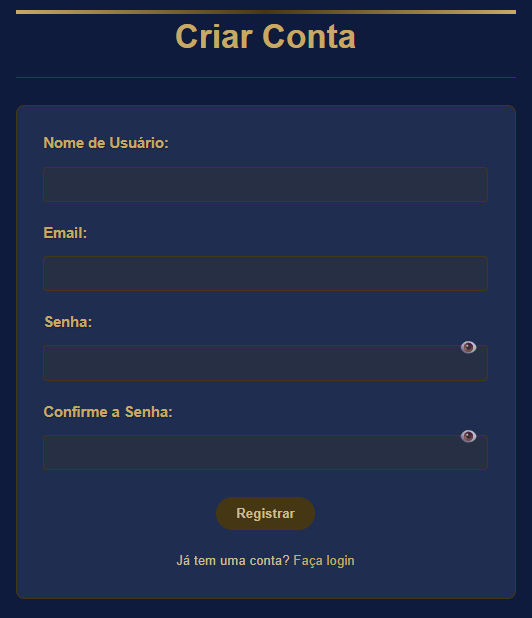 Criar Conta
Nome de Usuário:
Email:
Senha:
Confirme a Senha:
Registrar
Já tem uma conta? Faça login